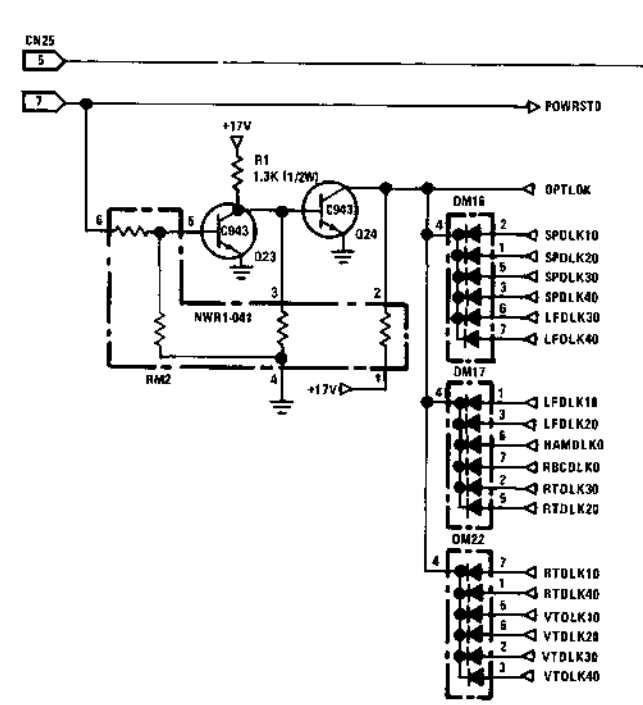 CN25
5
7
POWRSTD
+17V
R1
1.3K (1/2W)
C943
Q23
C943
Q24
OPTLOK
6
5
3
2
NWR1-041
RM2
4
1
+17V
DM16
4
2 SPDLK10
1 SPDLK20
5 SPDLK30
3 SPDLK40
6 LFDLK30
7 LFDLK40
DM17
4
1 LFDLK10
3 LFDLK20
6 HAMDLK0
7 RBCDLK0
2 RTDLK30
5 RTDLK20
DM22
4
7 RTDLK10
1 RTDLK40
5 VTDLK10
6 VTDLK20
2 VTDLK30
3 VTDLK40